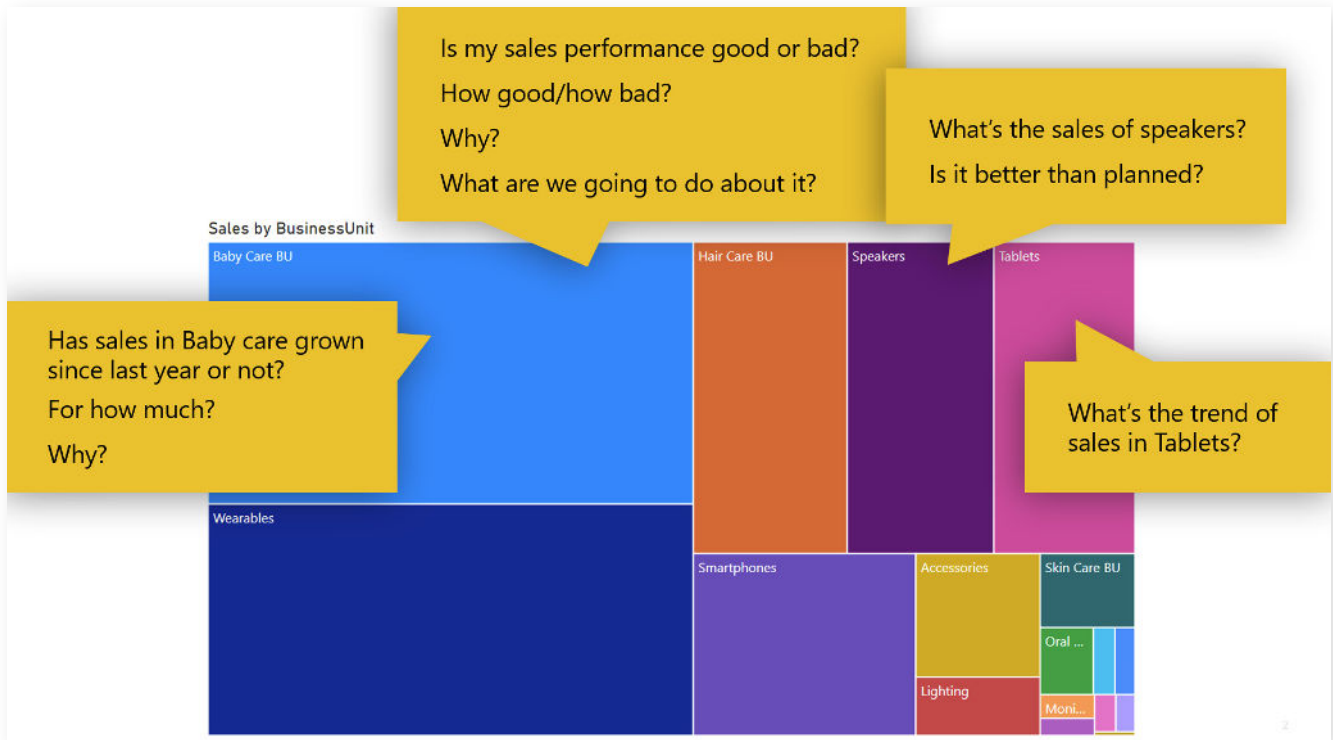 Is my sales performance good or bad?
How good/how bad?
Why?
What are we going to do about it?
What's the sales of speakers?
Is it better than planned?
Sales by BusinessUnit
Baby Care BU
Hair Care BU
Speakers
Tablets
Has sales in Baby care grown
since last year or not?
For how much?
Why?
What's the trend of
sales in Tablets?
Wearables
Smartphones
Accessories
Skin Care BU
Oral ...
Lighting
Moni...
2